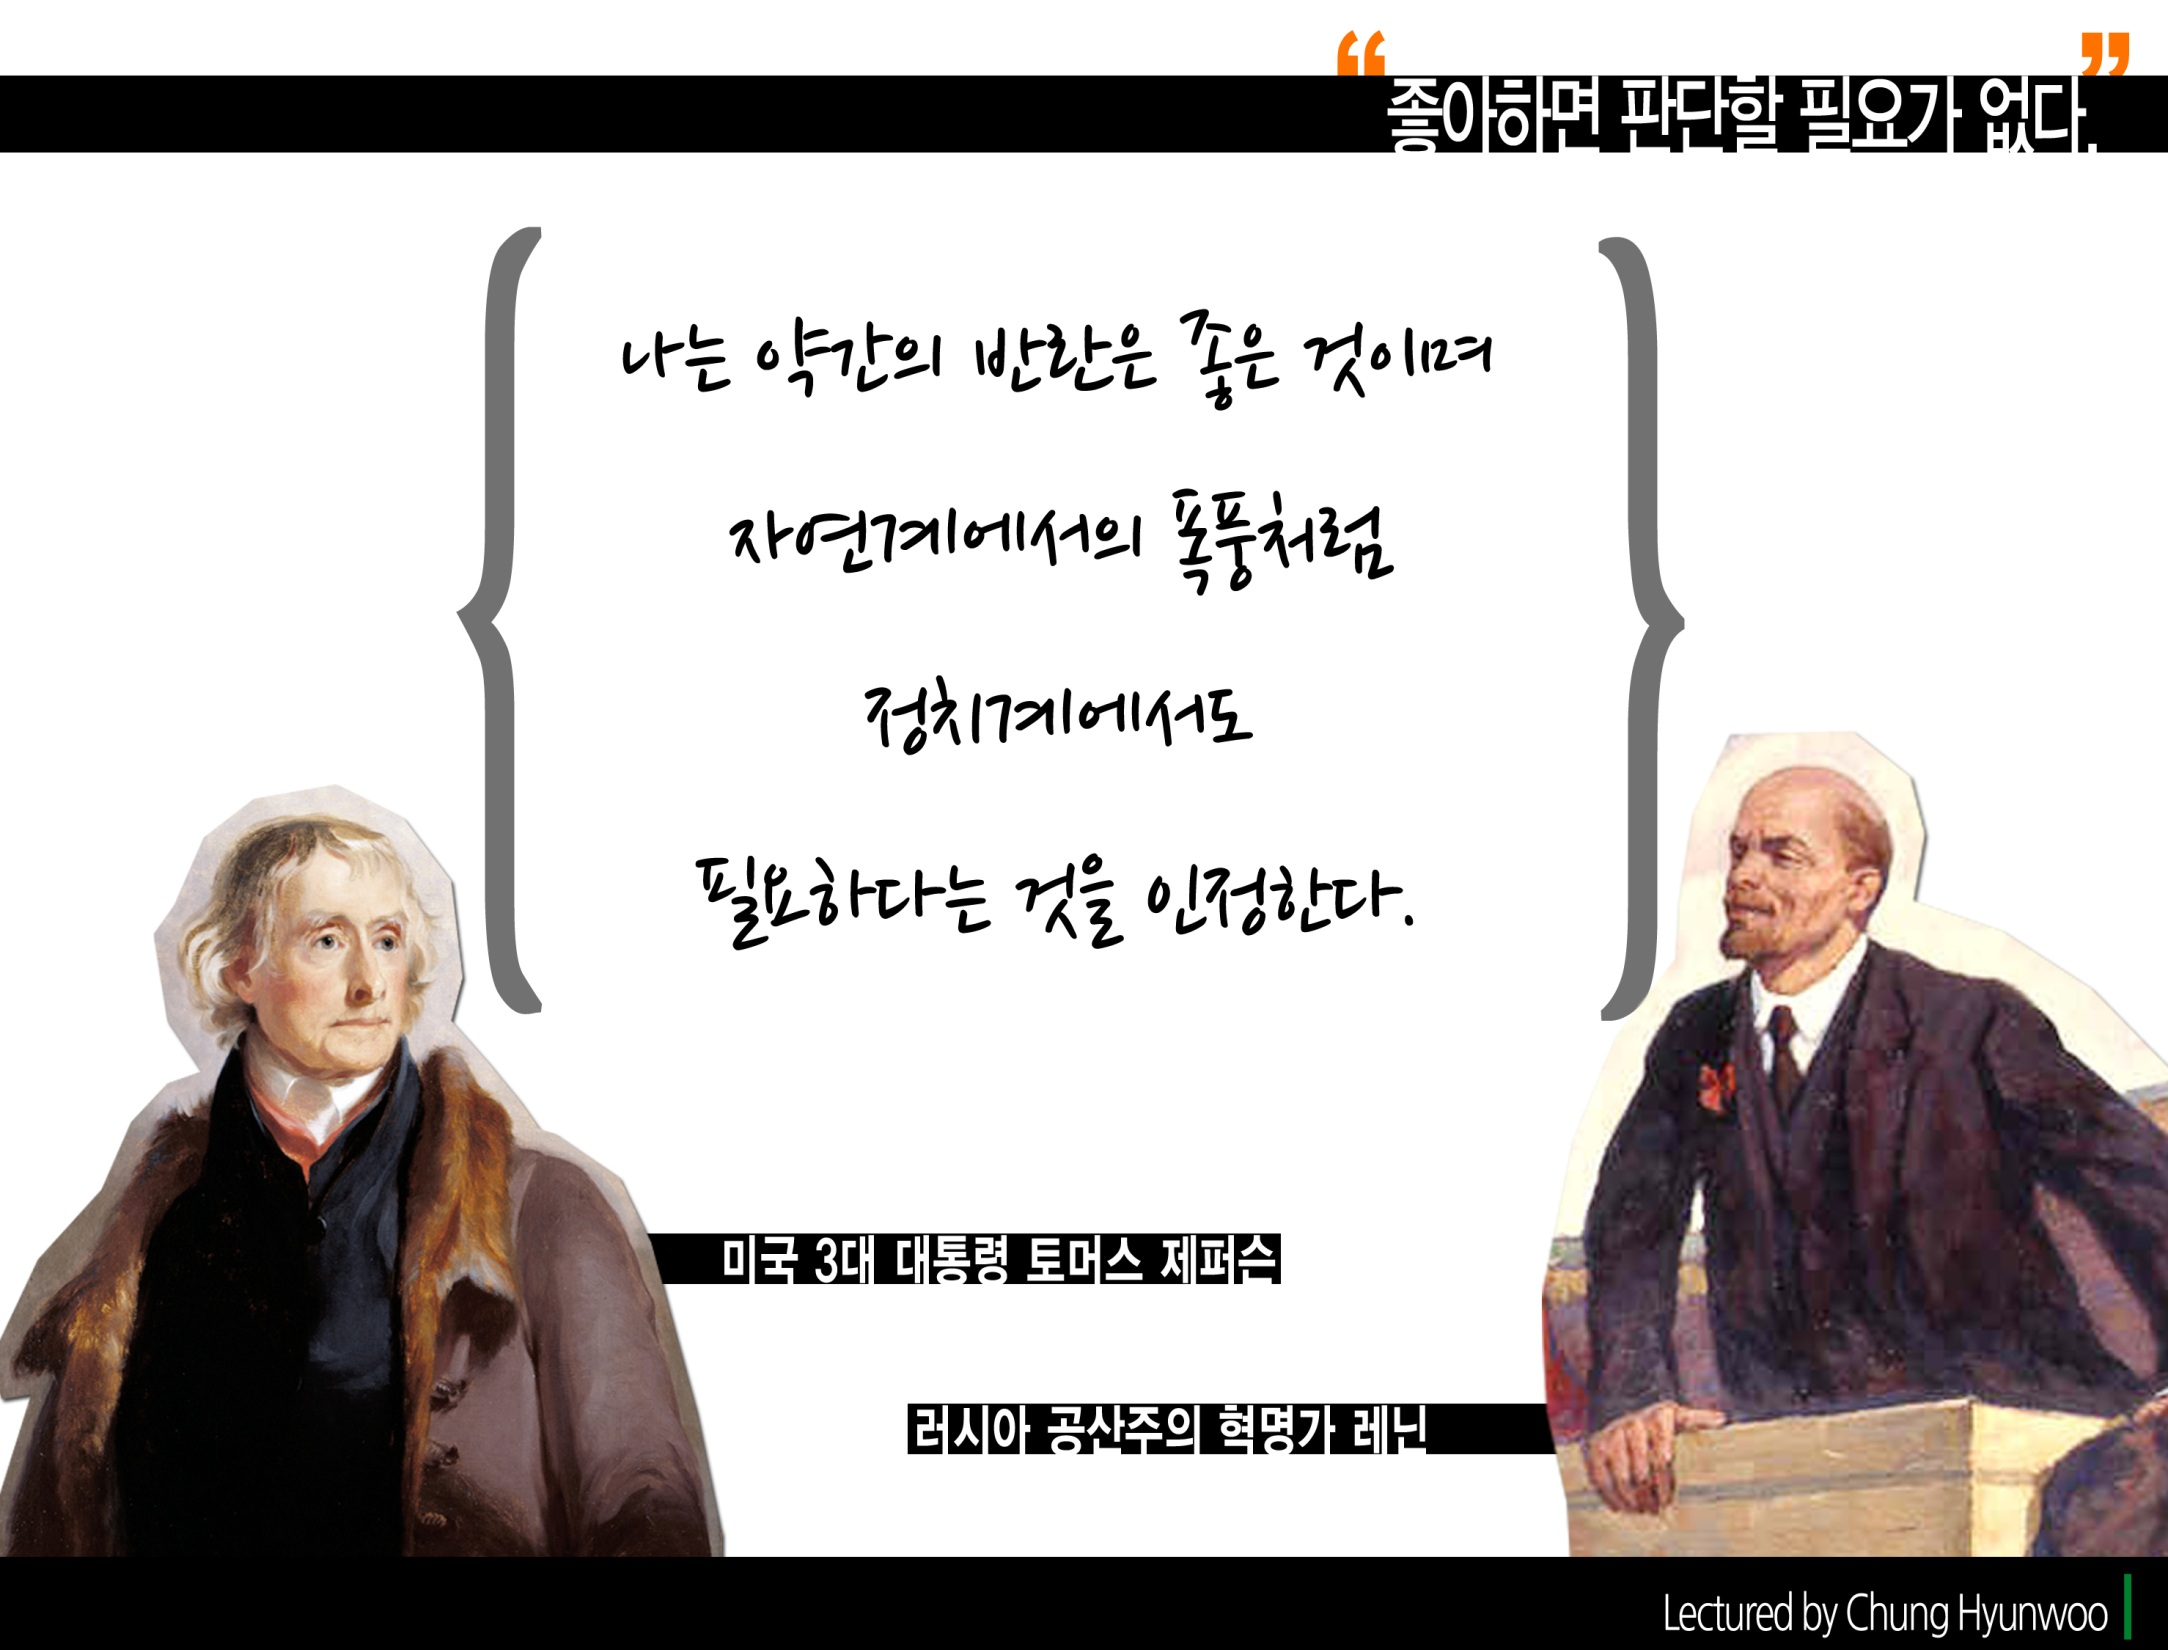 “좋아하면 판단할 필요가 없다.”
나는 약간의 반란은 좋은 것이며
자연계에서의 폭풍처럼
정치계에서도
필요하다는 것을 인정한다.
미국 3대 대통령 토머스 제퍼슨
러시아 공산주의 혁명가 레닌
Lectured by Chung Hyunwoo